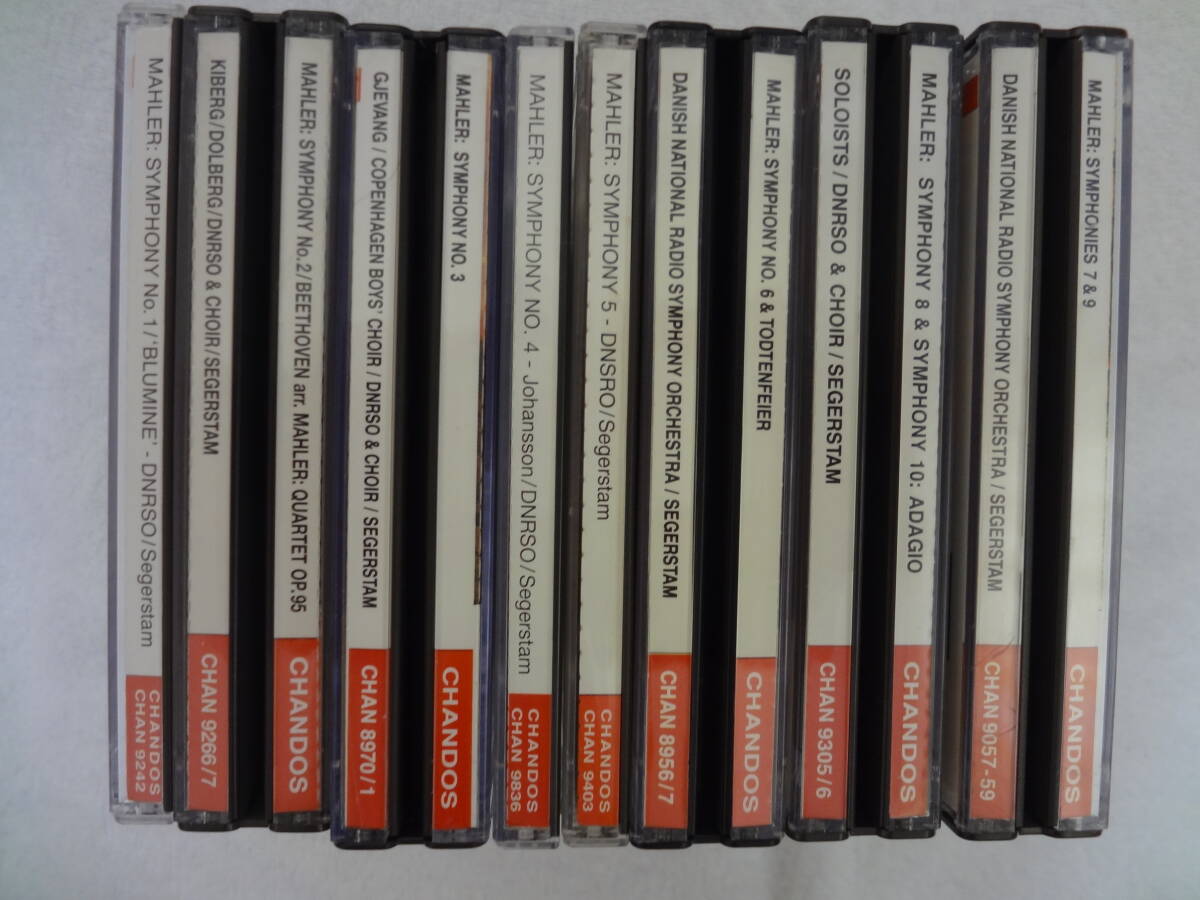 MAHLER: SYMPHONY No.1/'BLUMINE' - DNRSO/Segerstam
CHANDOS
CHAN 9242
KIBERG/DOLBERG/DNRSO & CHOIR/SEGERSTAM
CHAN 9266/7
MAHLER: SYMPHONY No.2/BEETHOVEN arr. MAHLER: QUARTET OP.95
CHANDOS
GJEVANG / COPENHAGEN BOYS' CHOIR / DNRSO & CHOIR / SEGERSTAM
CHAN 8970/1
MAHLER: SYMPHONY NO. 3
CHANDOS
MAHLER: SYMPHONY NO. 4 - Johansson/DNRSO/Segerstam
CHANDOS
CHAN 9836
MAHLER: SYMPHONY 5 - DNSRO/Segerstam
CHANDOS
CHAN 9403
DANISH NATIONAL RADIO SYMPHONY ORCHESTRA / SEGERSTAM
CHAN 8956/7
MAHLER: SYMPHONY NO. 6 & TODTENFEIER
CHANDOS
SOLOISTS / DNRSO & CHOIR / SEGERSTAM
CHAN 9305/6
MAHLER: SYMPHONY 8 & SYMPHONY 10: ADAGIO
CHANDOS
DANISH NATIONAL RADIO SYMPHONY ORCHESTRA / SEGERSTAM
CHAN 9057-59
MAHLER: SYMPHONIES 7 & 9
CHANDOS